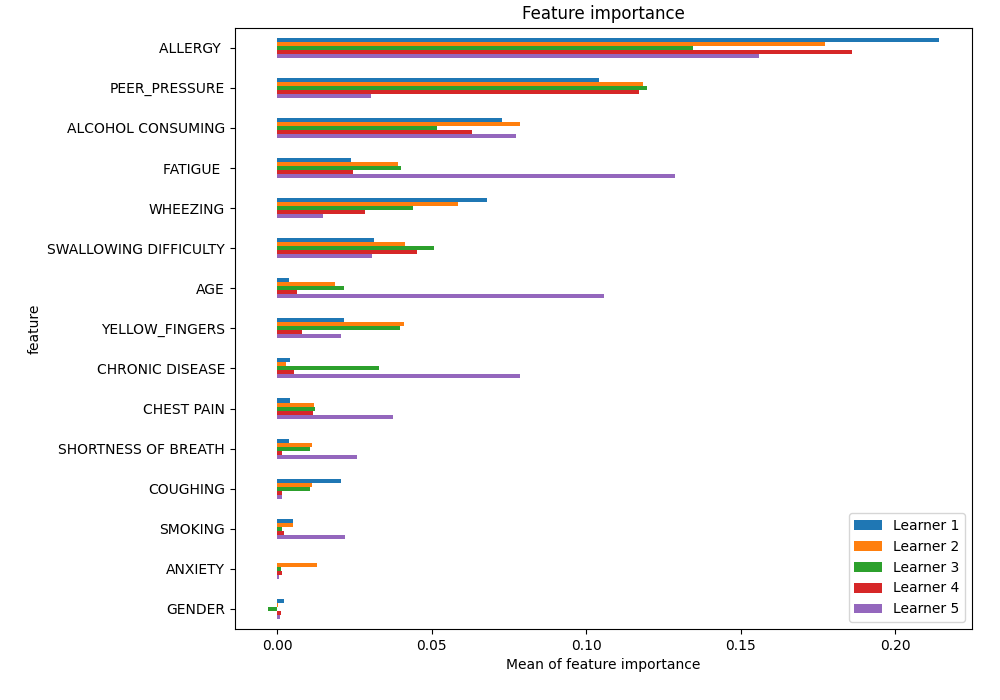 Feature importance
ALLERGY
PEER_PRESSURE
ALCOHOL CONSUMING
FATIGUE
WHEEZING
SWALLOWING DIFFICULTY
AGE
YELLOW_FINGERS
CHRONIC DISEASE
CHEST PAIN
SHORTNESS OF BREATH
COUGHING
SMOKING
ANXIETY
GENDER
feature
Learner 1
Learner 2
Learner 3
Learner 4
Learner 5
0.00 0.05 0.10 0.15 0.20
Mean of feature importance